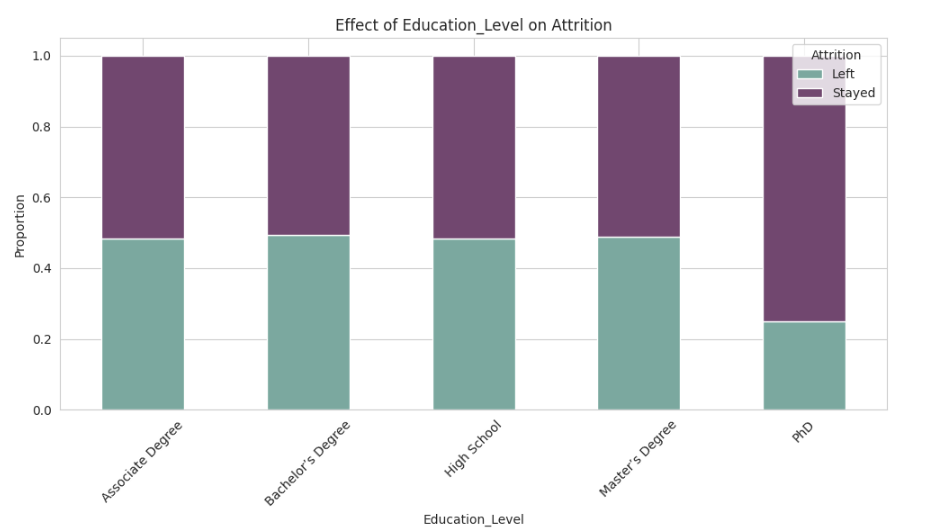 Effect of Education_Level on Attrition
Attrition
Left
Stayed
Proportion
1.0
0.8
0.6
0.4
0.2
0.0
Associate Degree
Bachelor’s Degree
High School
Master’s Degree
PhD
Education_Level